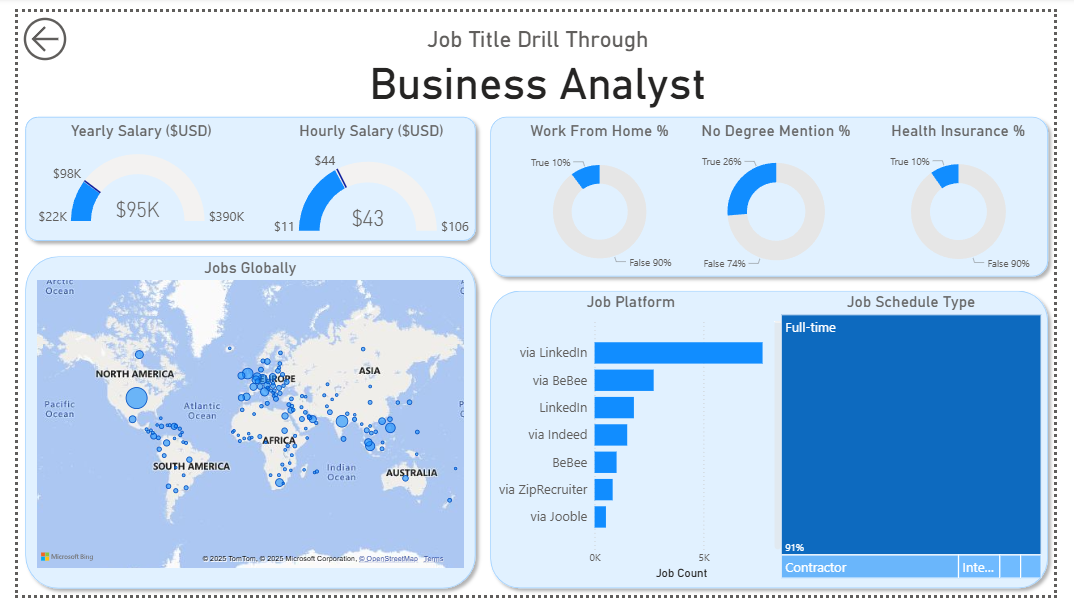 Job Title Drill Through
Business Analyst
Yearly Salary ($USD)
$98K
$22K
$95K
$390K
Hourly Salary ($USD)
$44
$11
$43
$106
Work From Home %
True 10%
False 90%
No Degree Mention %
True 26%
False 74%
Health Insurance %
True 10%
False 90%
Jobs Globally
Arctic
Ocean
NORTH AMERICA
EUROPE
ASIA
Pacific
Ocean
Atlantic
Ocean
AFRICA
SOUTH AMERICA
Indian
Ocean
AUSTRALIA
Microsoft Bing
© 2025 TomTom, © 2025 Microsoft Corporation, © OpenStreetMap Terms
Job Platform
via LinkedIn
via BeBee
LinkedIn
via Indeed
BeBee
via ZipRecruiter
via Jooble
0K
5K
Job Count
Job Schedule Type
Full-time
91%
Contractor
Inte...